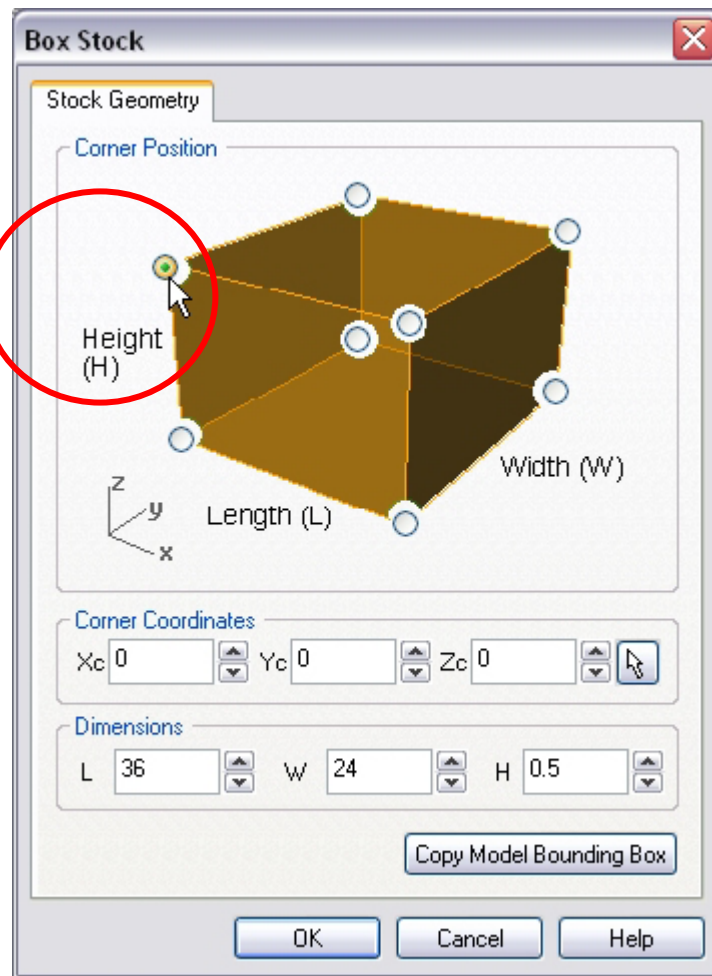 Box Stock
Stock Geometry
Corner Position
Height
(H)
Width (W)
Length (L)
z
y
x
Corner Coordinates
Xc 0 Yc 0 Zc 0
Dimensions
L 36 W 24 H 0.5
Copy Model Bounding Box
OK Cancel Help